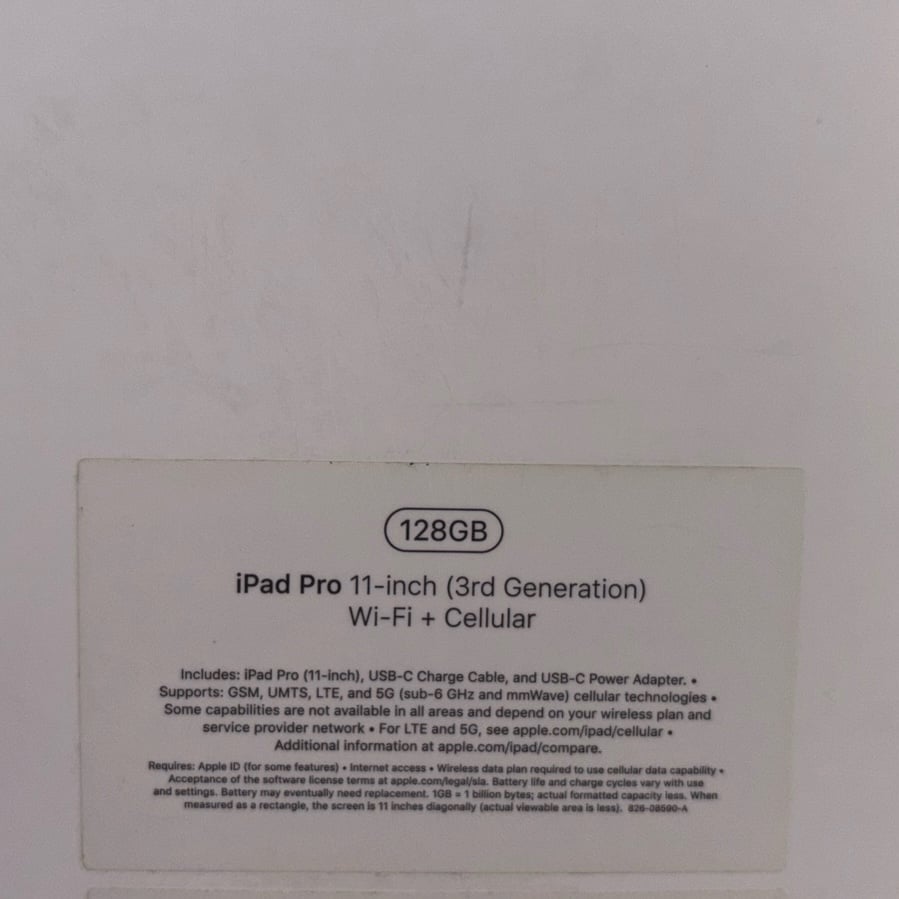 128GB
iPad Pro 11-inch (3rd Generation)
Wi-Fi + Cellular
Includes: iPad Pro (11-inch), USB-C Charge Cable, and USB-C Power Adapter. •
Supports: GSM, UMTS, LTE, and 5G (sub-6 GHz and mmWave) cellular technologies •
Some capabilities are not available in all areas and depend on your wireless plan and
service provider network • For LTE and 5G, see apple.com/ipad/cellular •
Additional information at apple.com/ipad/compare.
Requires: Apple ID (for some features) • Internet access • Wireless data plan required to use cellular data capability •
Acceptance of the software license terms at apple.com/legal/sla. Battery life and charge cycles vary with use
and settings. Battery may eventually need replacement. 1GB = 1 billion bytes; actual formatted capacity less. When
measured as a rectangle, the screen is 11 inches diagonally (actual viewable area is less). 826-08590-A